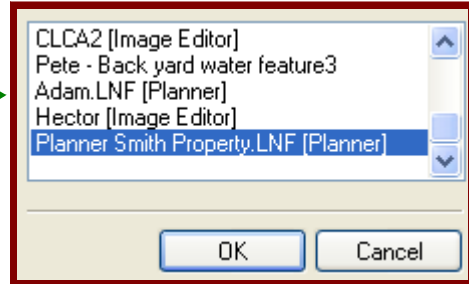 CLCA2 [Image Editor]
Pete - Back yard water feature3
Adam.LNF [Planner]
Hector [Image Editor]
Planner Smith Property.LNF [Planner]
OK Cancel